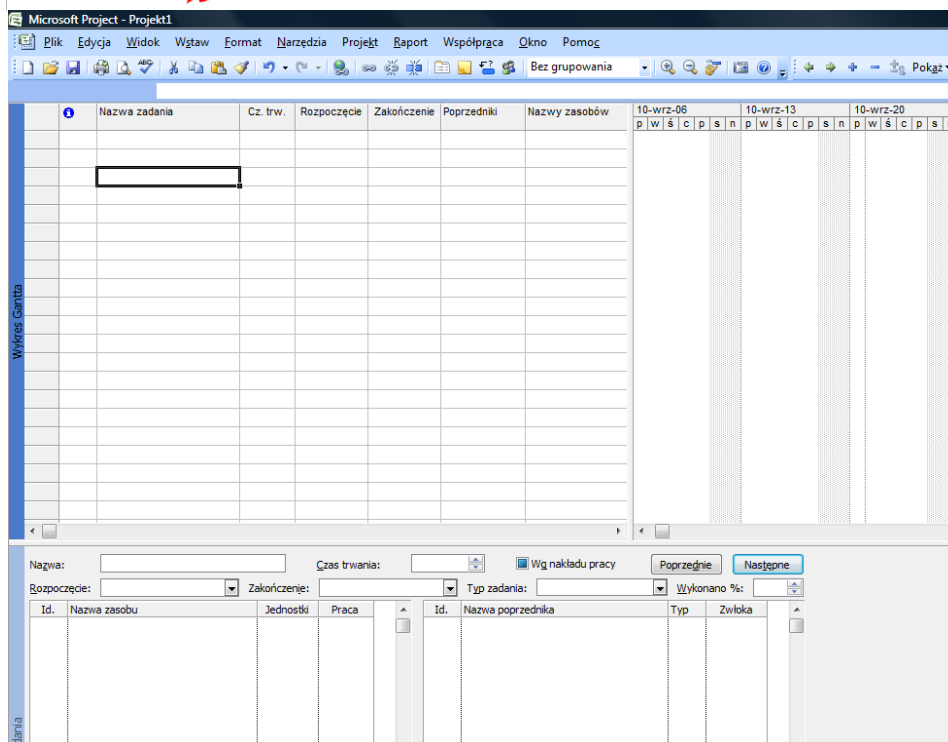 Microsoft Project - Projekt1
Plik Edycja Widok Wstaw Format Narzędzia Projekt Raport Współpraca Okno Pomoc
ABC Bez grupowania Pokaż
Nazwa zadania Cz. trw. Rozpoczęcie Zakończenie Poprzedniki Nazwy zasobów 10-wrz-06 10-wrz-13 10-wrz-20
p w ś c p s n p w ś c p s n p w ś c p s
Wykres Gantta
Nazwa: Czas trwania: Wg nakładu pracy Poprzednie Następne
Rozpoczęcie: Zakończenie: Typ zadania: Wykonano %:
Id. Nazwa zasobu Jednostki Praca Id. Nazwa poprzednika Typ Zwłoka